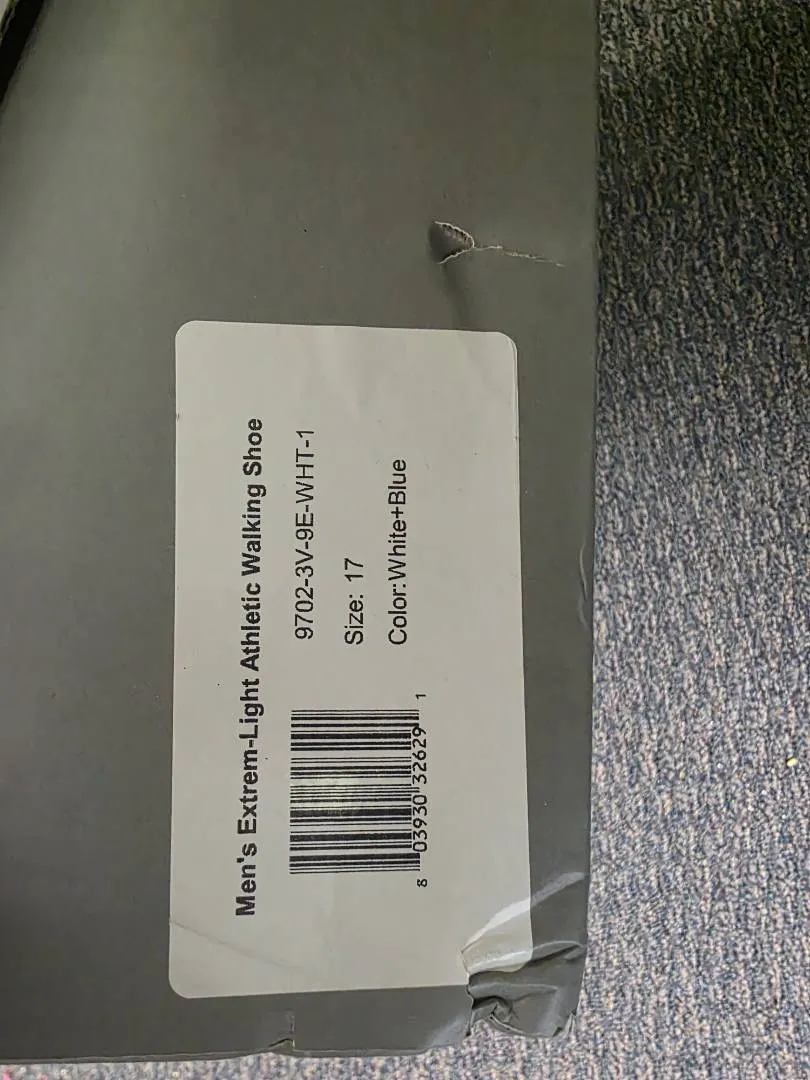 Men's Extrem-Light Athletic Walking Shoe
9702-3V-9E-WHT-1
Size: 17
Color:White+Blue
8 03930 32629 1